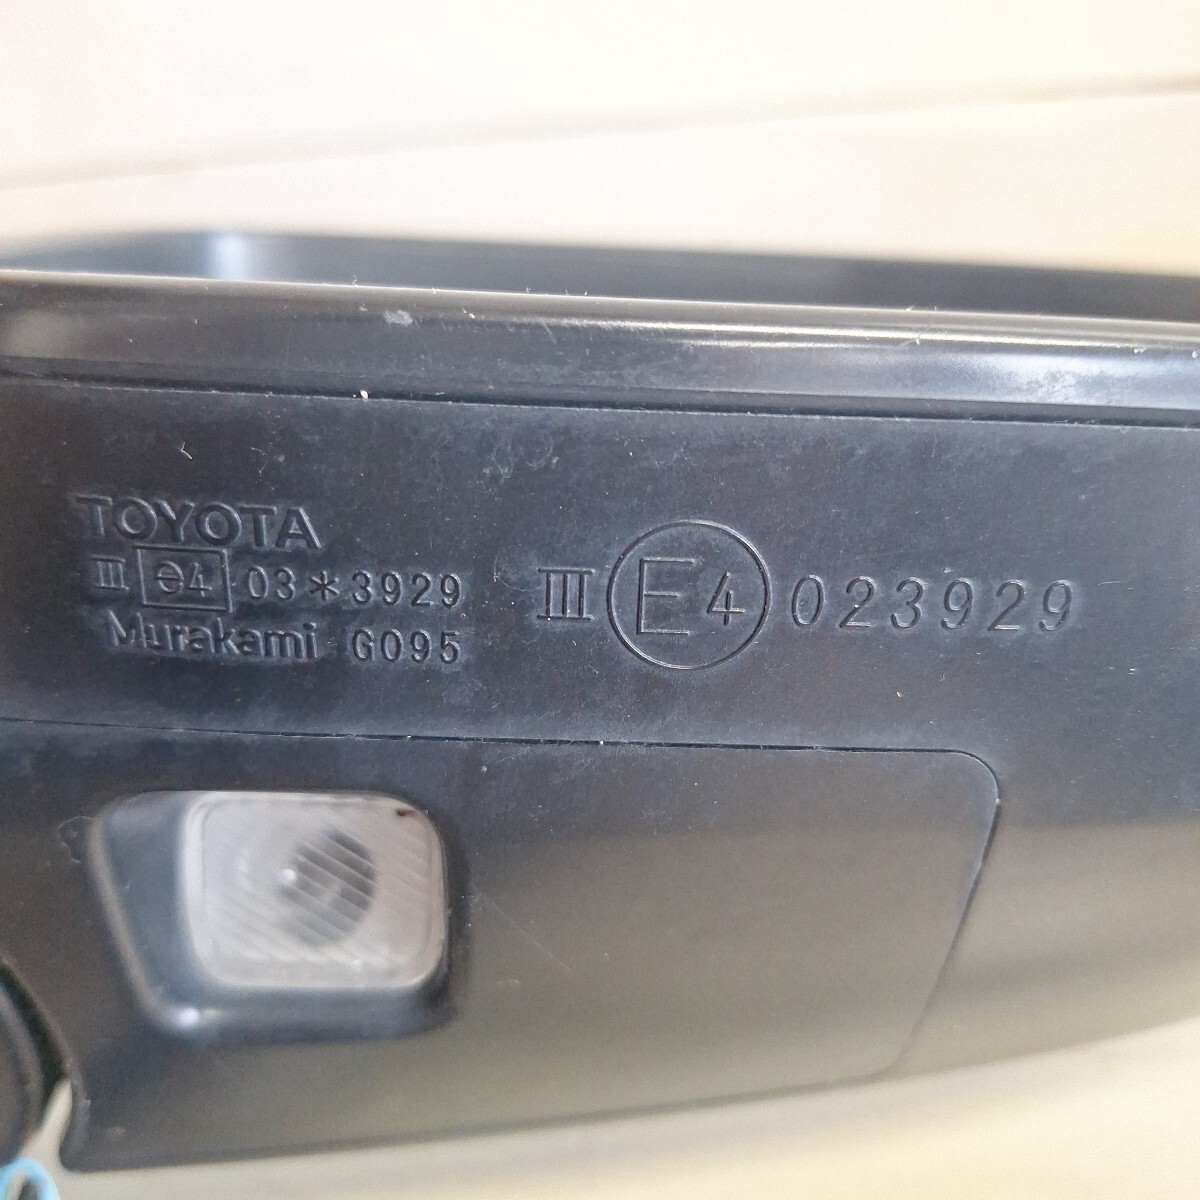 TOYOTA
III e4 03*3929
Murakami G095
III E4 023929